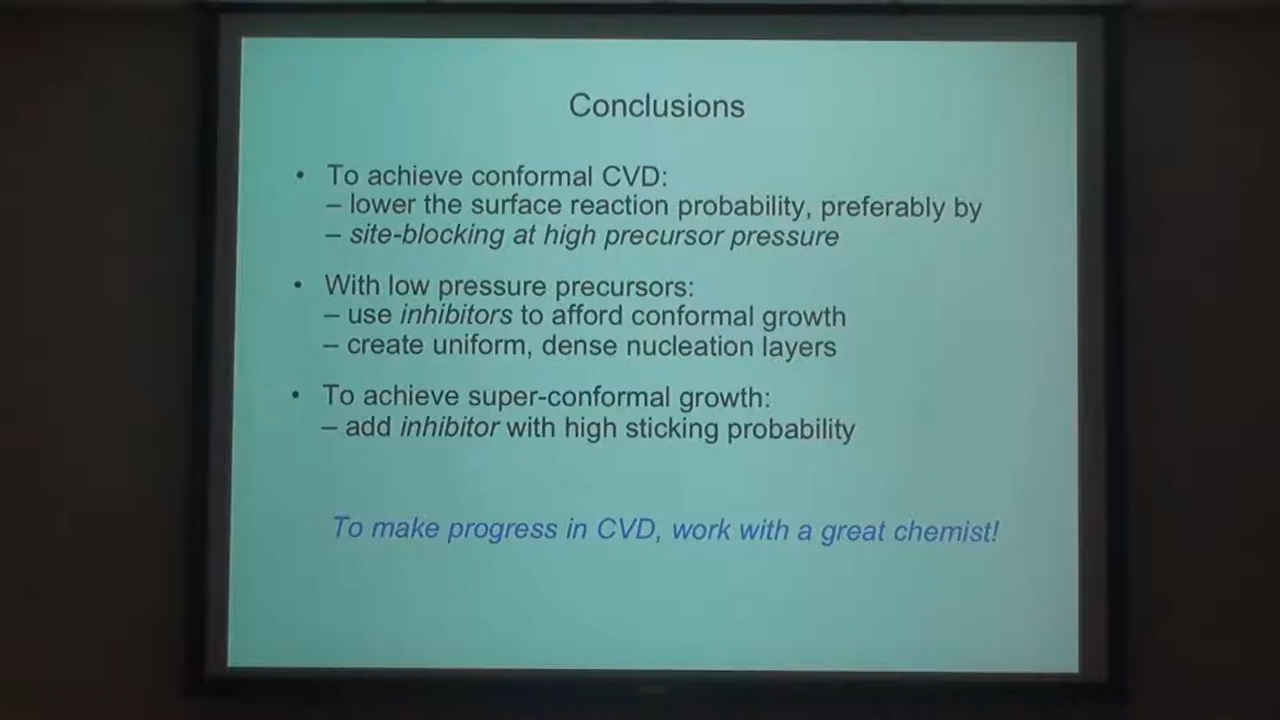 Conclusions
• To achieve conformal CVD:
– lower the surface reaction probability, preferably by
– site-blocking at high precursor pressure
• With low pressure precursors:
– use inhibitors to afford conformal growth
– create uniform, dense nucleation layers
• To achieve super-conformal growth:
– add inhibitor with high sticking probability
To make progress in CVD, work with a great chemist!